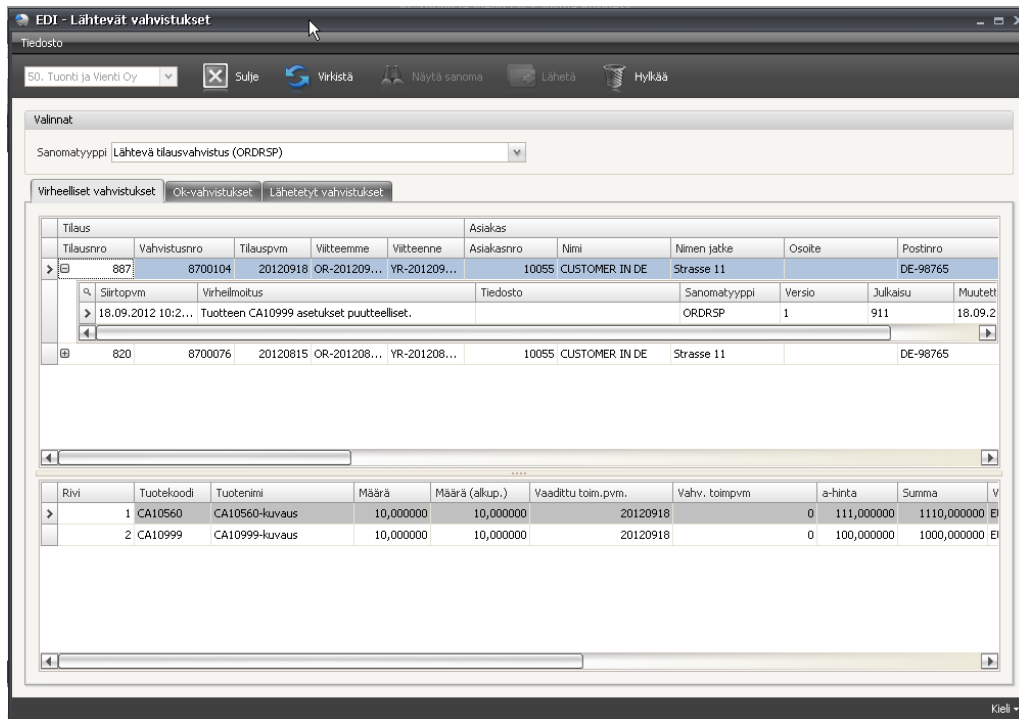 EDI - Lähtevät vahvistukset
Tiedosto
50. Tuonti ja Vienti Oy Sulje Virkistä Näytä sanoma Lähetä Hylkää
Valinnat
Sanomatyyppi Lähtevä tilausvahvistus (ORDRSP)
Virheelliset vahvistukset Ok-vahvistukset Lähetetyt vahvistukset
Tilaus Asiakas
Tilausnro Vahvistusnro Tilauspvm Viitteemme Viitteenne Asiakasnro Nimi Nimen jatke Osoite Postinro
887 8700104 20120918 OR-201209... YR-201209... 10055 CUSTOMER IN DE Strasse 11 DE-98765
Siirtopvm Virheilmoitus Tiedosto Sanomatyyppi Versio Julkaisu Muutett
18.09.2012 10:2... Tuotteen CA10999 asetukset puutteelliset. ORDRSP 1 911 18.09.2
820 8700076 20120815 OR-201208... YR-201208... 10055 CUSTOMER IN DE Strasse 11 DE-98765
Rivi Tuotekoodi Tuotenimi Määrä Määrä (alkup.) Vaadittu toim.pvm. Vahv. toimpvm a-hinta Summa V
1 CA10560 CA10560-kuvaus 10,000000 10,000000 20120918 0 111,000000 1110,000000 E
2 CA10999 CA10999-kuvaus 10,000000 10,000000 20120918 0 100,000000 1000,000000 E
Kieli